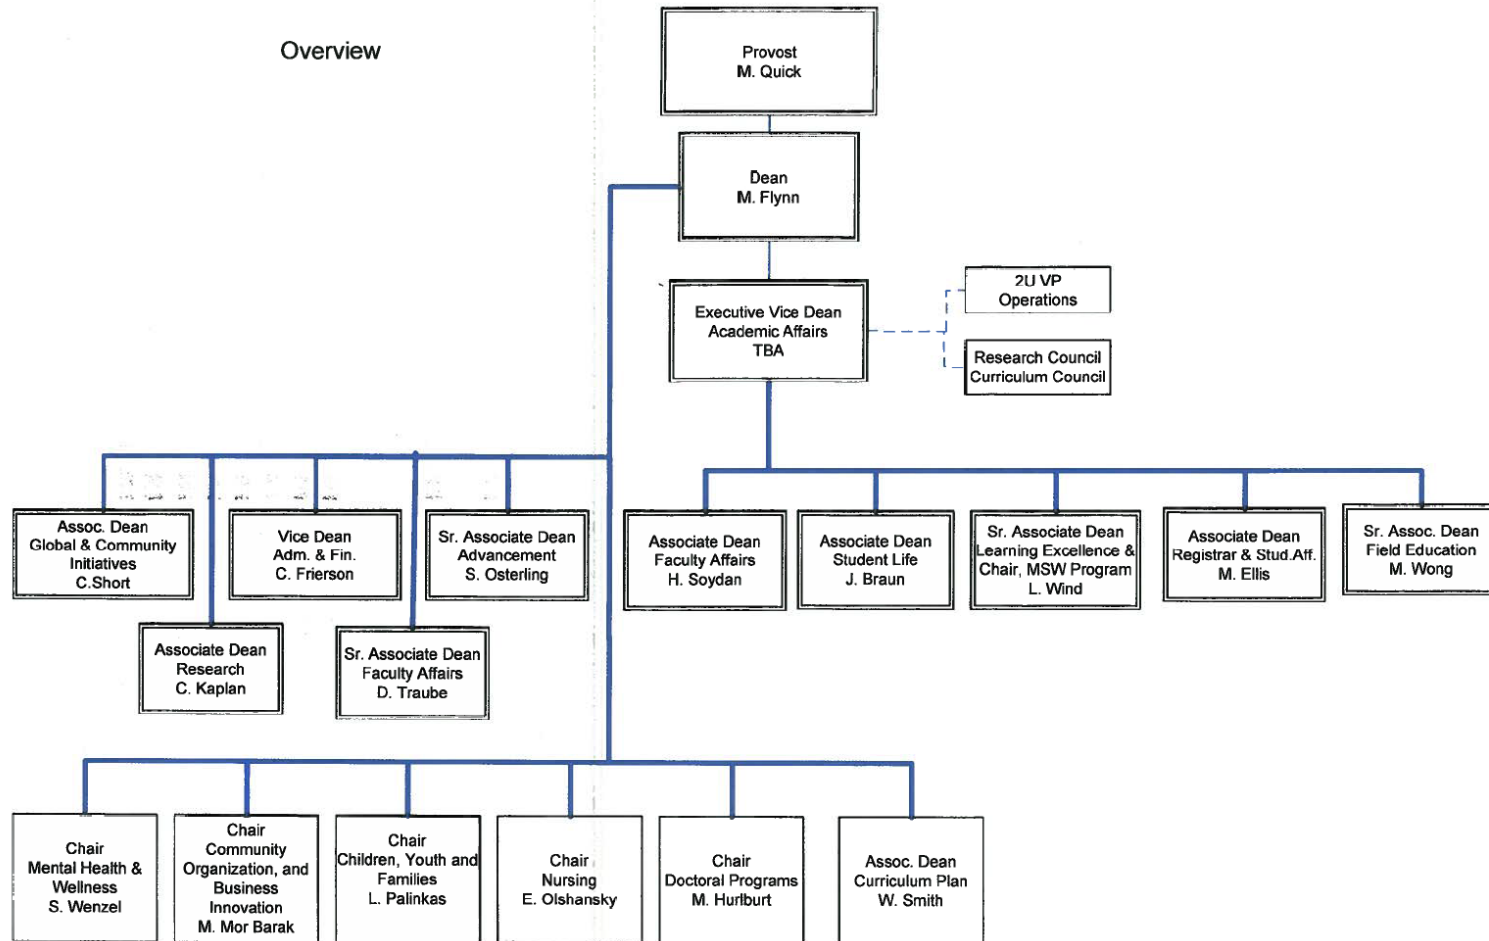 Overview
Provost
M. Quick
Dean
M. Flynn
Executive Vice Dean
Academic Affairs
TBA
2U VP
Operations
Research Council
Curriculum Council
Assoc. Dean
Global & Community
Initiatives
C.Short
Vice Dean
Adm. & Fin.
C. Frierson
Sr. Associate Dean
Advancement
S. Osterling
Associate Dean
Faculty Affairs
H. Soydan
Associate Dean
Student Life
J. Braun
Sr. Associate Dean
Learning Excellence &
Chair, MSW Program
L. Wind
Associate Dean
Registrar & Stud.Aff.
M. Ellis
Sr. Assoc. Dean
Field Education
M. Wong
Associate Dean
Research
C. Kaplan
Sr. Associate Dean
Faculty Affairs
D. Traube
Chair
Mental Health &
Wellness
S. Wenzel
Chair
Community
Organization, and
Business
Innovation
M. Mor Barak
Chair
Children, Youth and
Families
L. Palinkas
Chair
Nursing
E. Olshansky
Chair
Doctoral Programs
M. Hurlburt
Assoc. Dean
Curriculum Plan
W. Smith